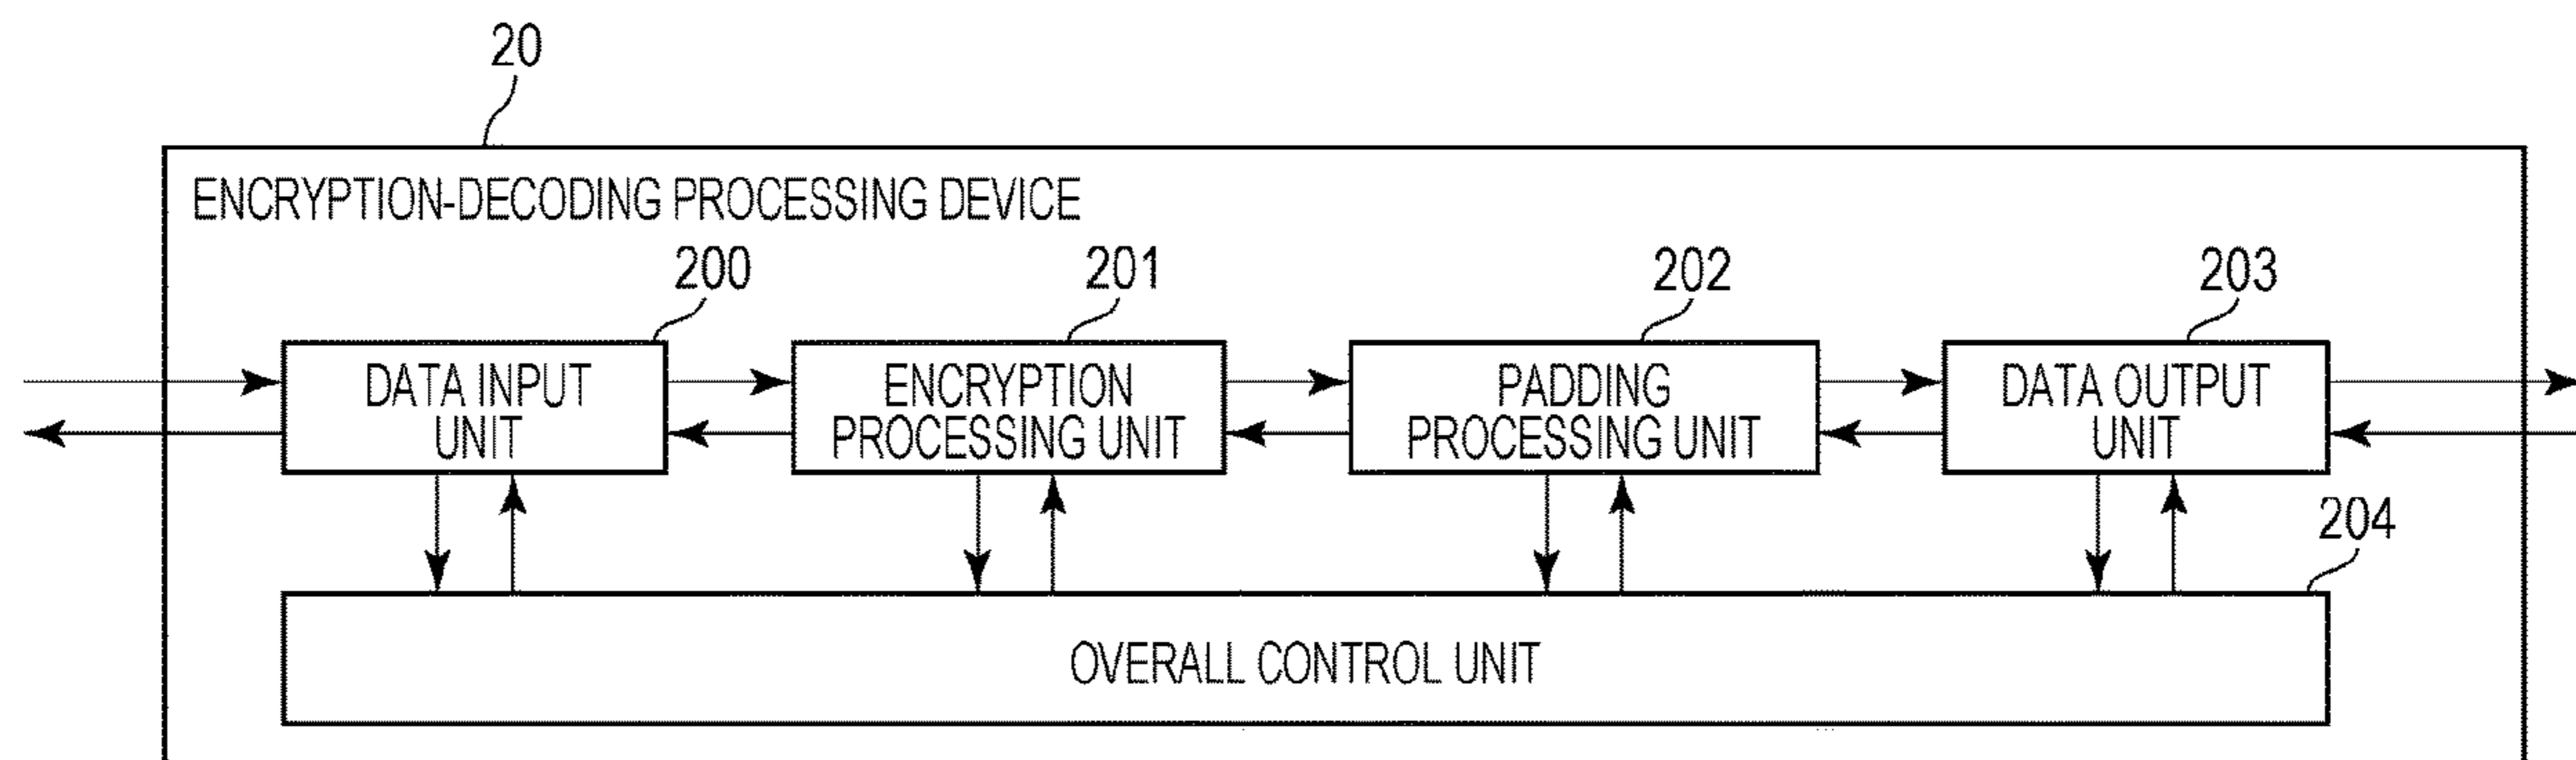 20
ENCRYPTION-DECODING PROCESSING DEVICE
200
201
202
203
DATA INPUT
UNIT
ENCRYPTION
PROCESSING UNIT
PADDING
PROCESSING UNIT
DATA OUTPUT
UNIT
204
OVERALL CONTROL UNIT